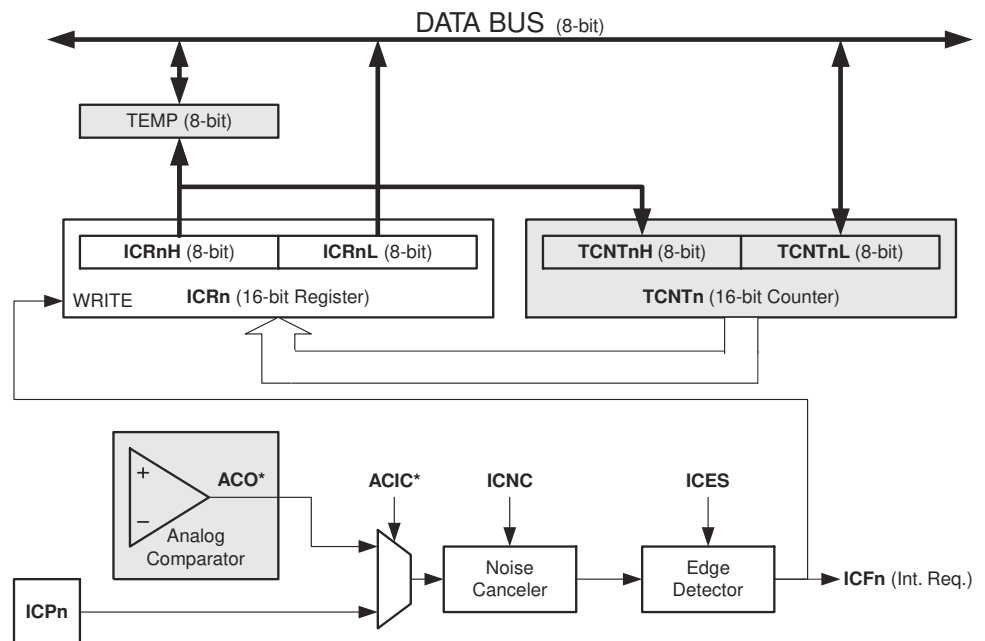 DATA BUS (8-bit)
TEMP (8-bit)
ICRnH (8-bit)
ICRnL (8-bit)
TCNTnH (8-bit)
TCNTnL (8-bit)
WRITE
ICRn (16-bit Register)
TCNTn (16-bit Counter)
+
−
ACO*
Analog
Comparator
ACIC*
ICNC
ICES
Noise
Canceler
Edge
Detector
ICFn (Int. Req.)
ICPn